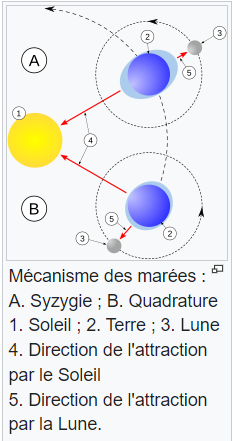 A
2
3
5
1
4
B
5
3
2
Mécanisme des marées :
A. Syzygie ; B. Quadrature
1. Soleil ; 2. Terre ; 3. Lune
4. Direction de l'attraction
par le Soleil
5. Direction de l'attraction
par la Lune.